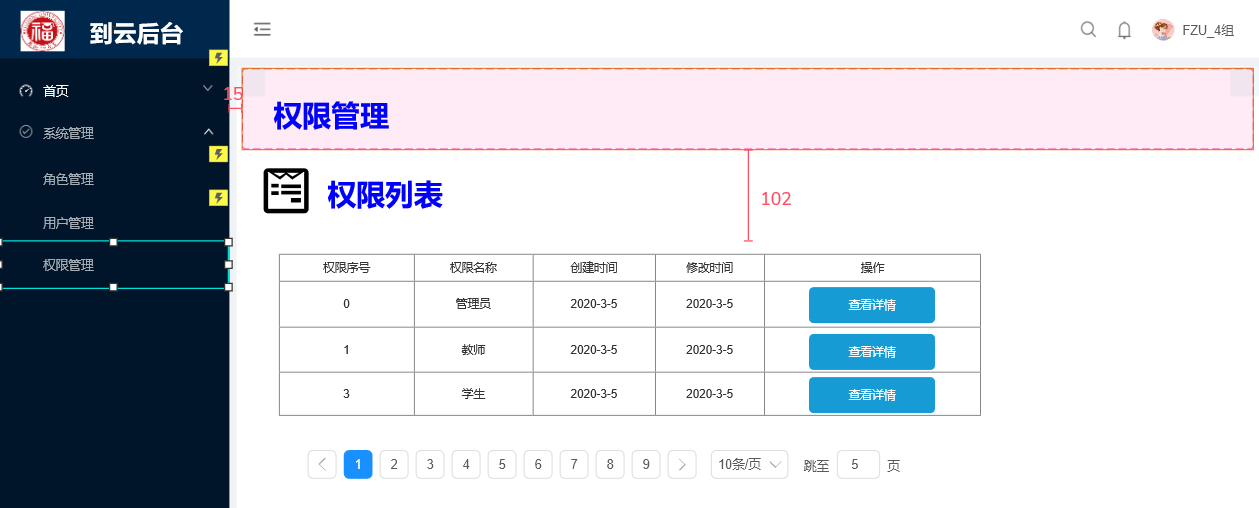 福
到云后台
FZU_4组
首页
系统管理
角色管理
用户管理
权限管理
15
权限管理
102
权限列表
权限序号 权限名称 创建时间 修改时间 操作
0 管理员 2020-3-5 2020-3-5 查看详情
1 教师 2020-3-5 2020-3-5 查看详情
3 学生 2020-3-5 2020-3-5 查看详情
1 2 3 4 5 6 7 8 9 10条/页 跳至 5 页